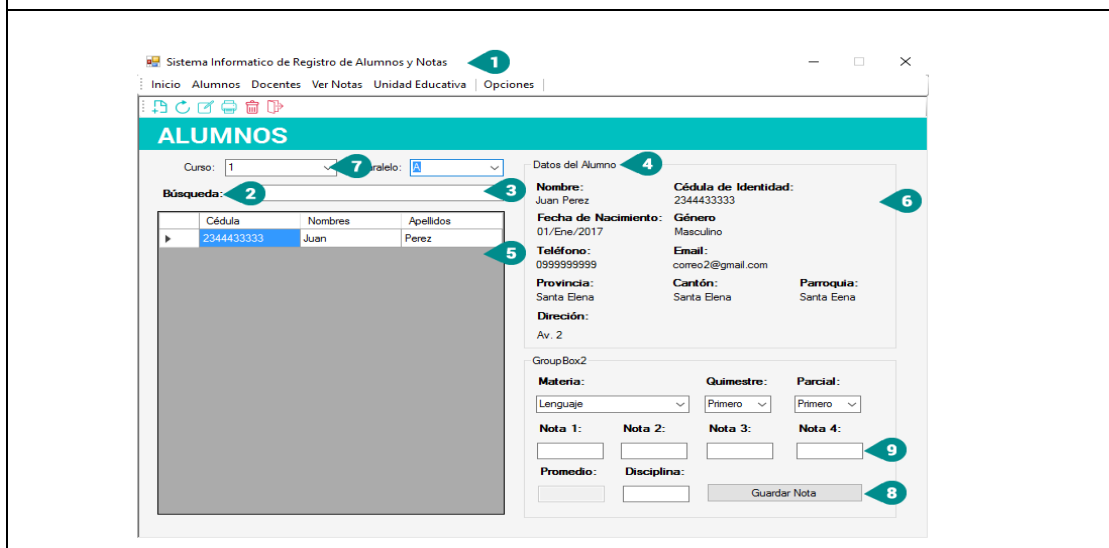 Sistema Informatico de Registro de Alumnos y Notas 1
Inicio Alumnos Docentes Ver Notas Unidad Educativa Opciones
ALUMNOS
Curso: 1 7 ralelo: A
Búsqueda: 2 3
Cédula Nombres Apellidos
2344433333 Juan Perez
5
Datos del Alumno 4
Nombre: Cédula de Identidad:
Juan Perez 2344433333
6
Fecha de Nacimiento: Género
01/Ene/2017 Masculino
Teléfono: Email:
0999999999 correo2@gmail.com
Provincia: Cantón: Parroquia:
Santa Elena Santa Elena Santa Eena
Direción:
Av. 2
GroupBox2
Materia: Quimestre: Parcial:
Lenguaje Primero Primero
Nota 1: Nota 2: Nota 3: Nota 4:
9
Promedio: Disciplina:
Guardar Nota 8